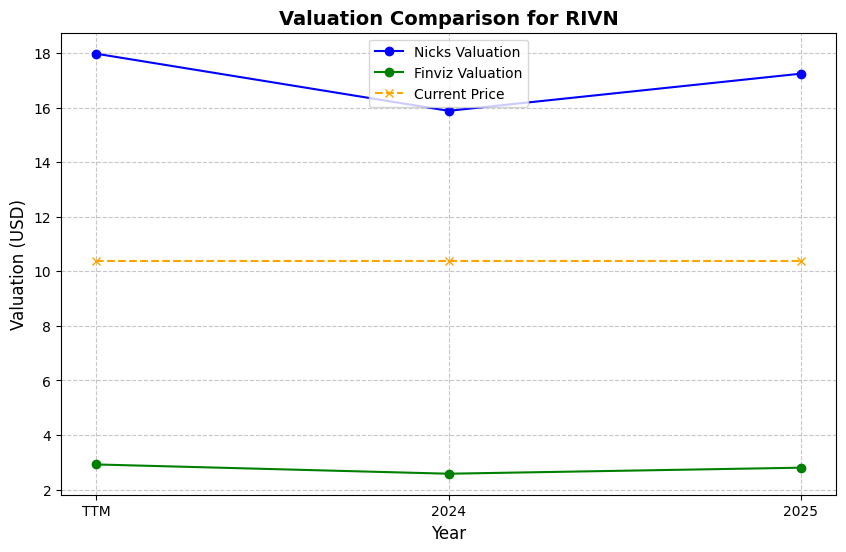 Valuation Comparison for RIVN
Nicks Valuation
Finviz Valuation
Current Price
Valuation (USD)
18
16
14
12
10
8
6
4
2
TTM
2024
2025
Year